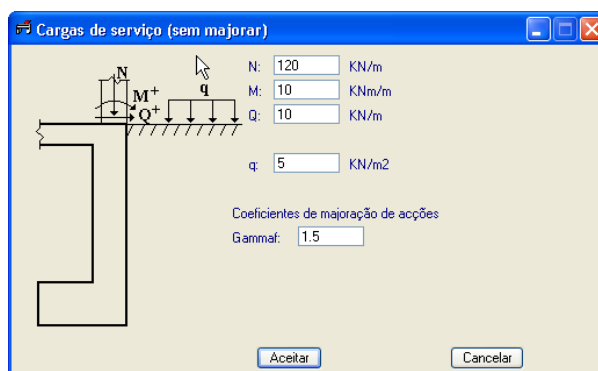 Cargas de serviço (sem majorar)
N: 120 KN/m
M: 10 KNm/m
Q: 10 KN/m
q: 5 KN/m2
Coeficientes de majoração de acções
Gammaf: 1.5
N
M+
Q+
q
Aceitar Cancelar